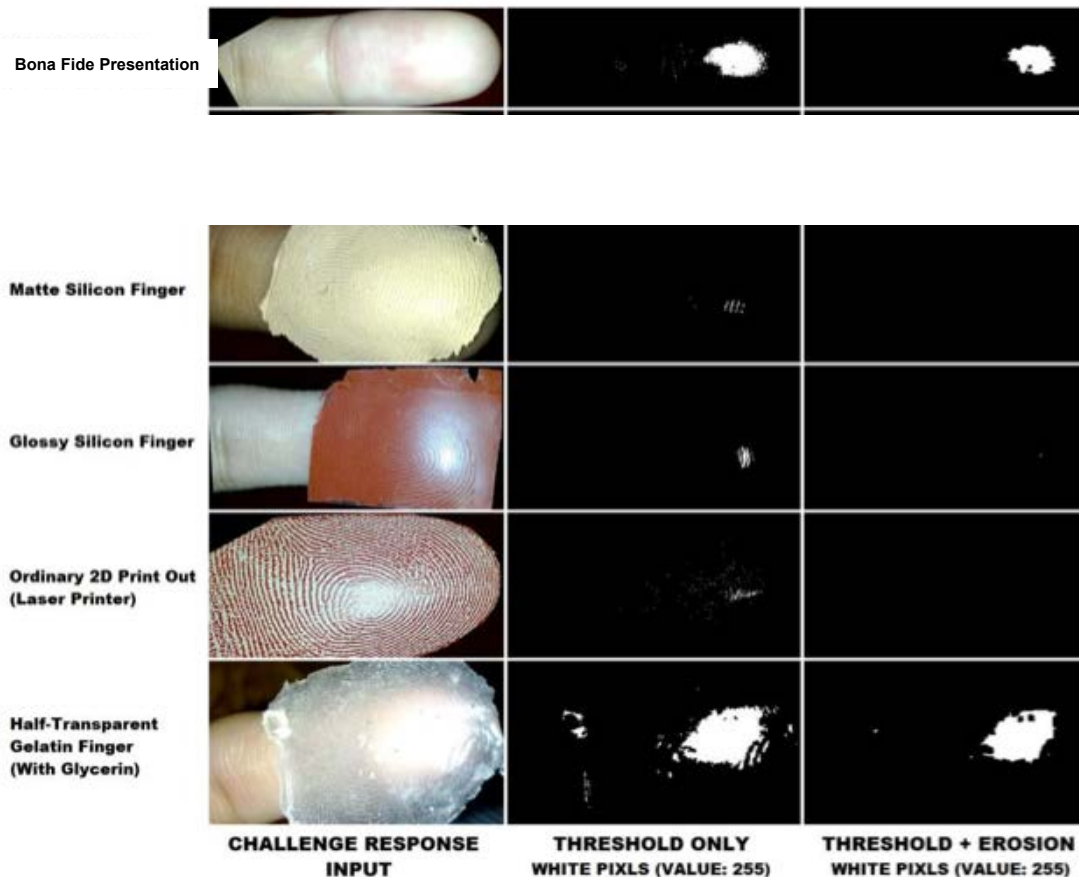 Bona Fide Presentation
Matte Silicon Finger
Glossy Silicon Finger
Ordinary 2D Print Out
(Laser Printer)
Half-Transparent
Gelatin Finger
(With Glycerin)
CHALLENGE RESPONSE
INPUT
THRESHOLD ONLY
WHITE PIXLS (VALUE: 255)
THRESHOLD + EROSION
WHITE PIXLS (VALUE: 255)